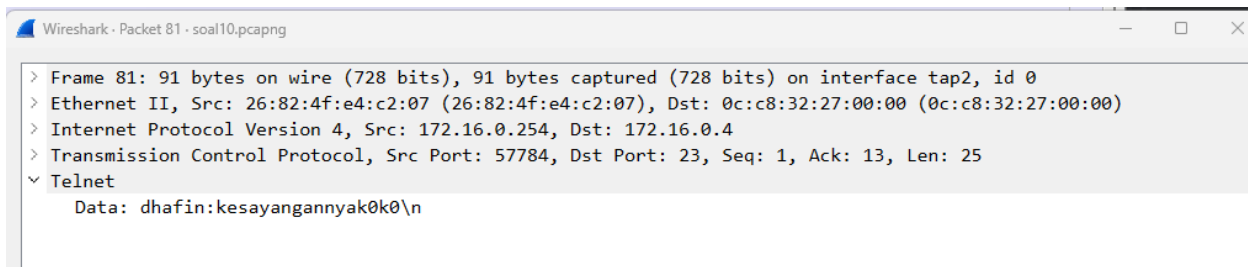 Wireshark · Packet 81 · soal10.pcapng
Frame 81: 91 bytes on wire (728 bits), 91 bytes captured (728 bits) on interface tap2, id 0
Ethernet II, Src: 26:82:4f:e4:c2:07 (26:82:4f:e4:c2:07), Dst: 0c:c8:32:27:00:00 (0c:c8:32:27:00:00)
Internet Protocol Version 4, Src: 172.16.0.254, Dst: 172.16.0.4
Transmission Control Protocol, Src Port: 57784, Dst Port: 23, Seq: 1, Ack: 13, Len: 25
Telnet
Data: dhafin:kesayangannyak0k0\n